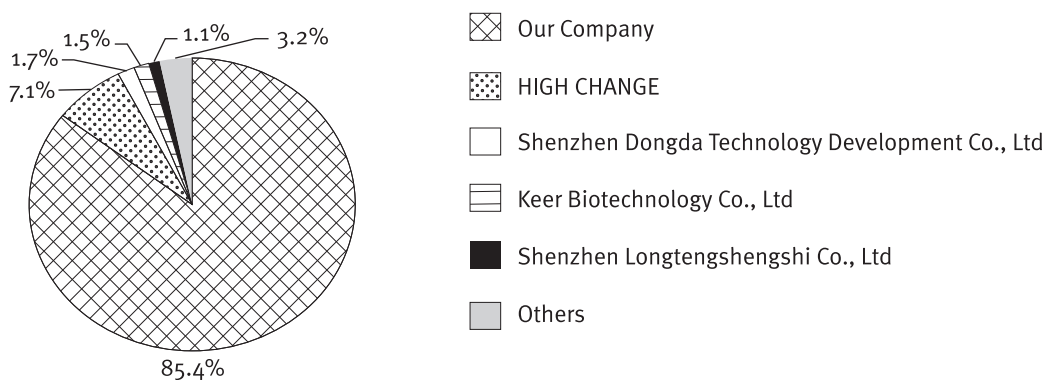 1.5%
1.1%
3.2%
1.7%
7.1%
85.4%
Our Company
HIGH CHANGE
Shenzhen Dongda Technology Development Co., Ltd
Keer Biotechnology Co., Ltd
Shenzhen Longtengshengshi Co., Ltd
Others